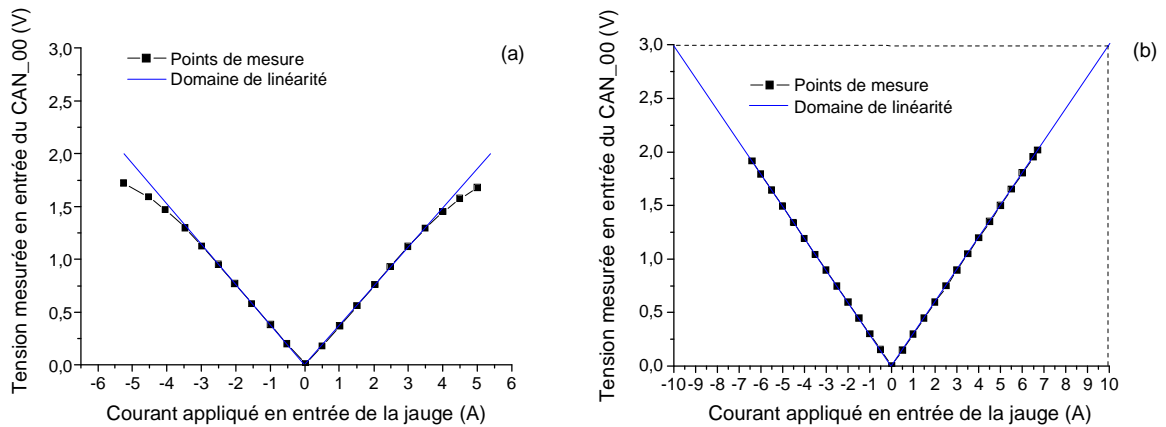 Tension mesurée en entrée du CAN_00 (V)
3,0
2,5
2,0
1,5
1,0
0,5
0,0
Points de mesure
Domaine de linéarité
(a)
-6 -5 -4 -3 -2 -1 0 1 2 3 4 5 6
Courant appliqué en entrée de la jauge (A)
Tension mesurée en entrée du CAN_00 (V)
3,0
2,5
2,0
1,5
1,0
0,5
0,0
Points de mesure
Domaine de linéarité
(b)
-10 -9 -8 -7 -6 -5 -4 -3 -2 -1 0 1 2 3 4 5 6 7 8 9 10
Courant appliqué en entrée de la jauge (A)